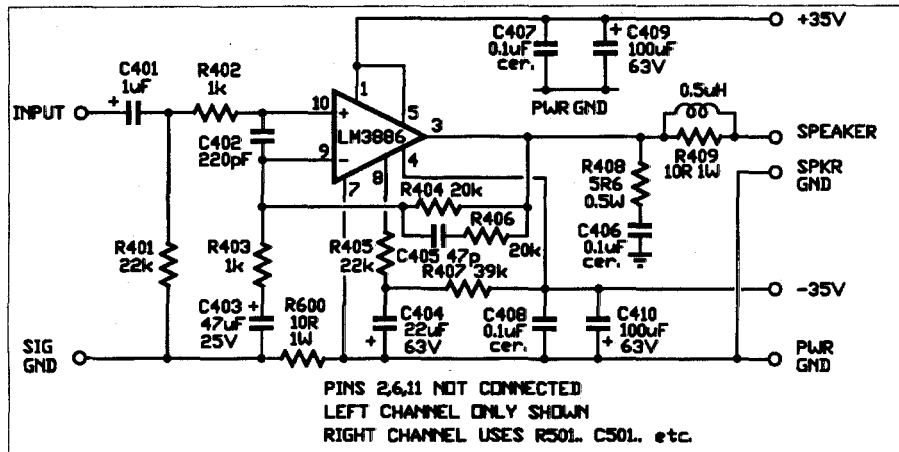 C407
0.1uF
cer.
C409
100uF
63V
+35V
PWR GND
C401
1uF
+
R402
1k
INPUT
C402
220pF
10
+
LM3886
9
-
1
5
3
4
7
8
0.5uH
SPEAKER
R409
10R 1W
SPKR
GND
R408
5R6
0.5W
C406
0.1uF
cer.
R404 20k
R406
20k
C405 47p
R401
22k
R403
1k
R405
22k
R407 39k
-35V
C403
47uF
25V
+
R600
10R
1W
C404
22uF
63V
+
C408
0.1uF
cer.
C410
100uF
63V
+
SIG
GND
PWR
GND
PINS 2,6,11 NOT CONNECTED
LEFT CHANNEL ONLY SHOWN
RIGHT CHANNEL USES R501.. C501.. etc.